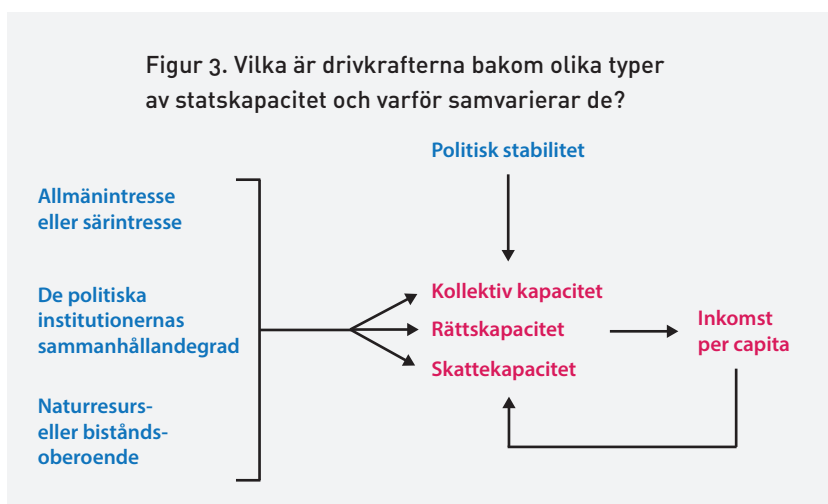 Figur 3. Vilka är drivkrafterna bakom olika typer
av statskapacitet och varför samvarierar de?
Politisk stabilitet
Allmänintresse
eller särintresse
De politiska
institutionernas
sammanhållandegrad
Naturresurs-
eller bistånds-
oberoende
Kollektiv kapacitet
Rättskapacitet
Skattekapacitet
Inkomst
per capita